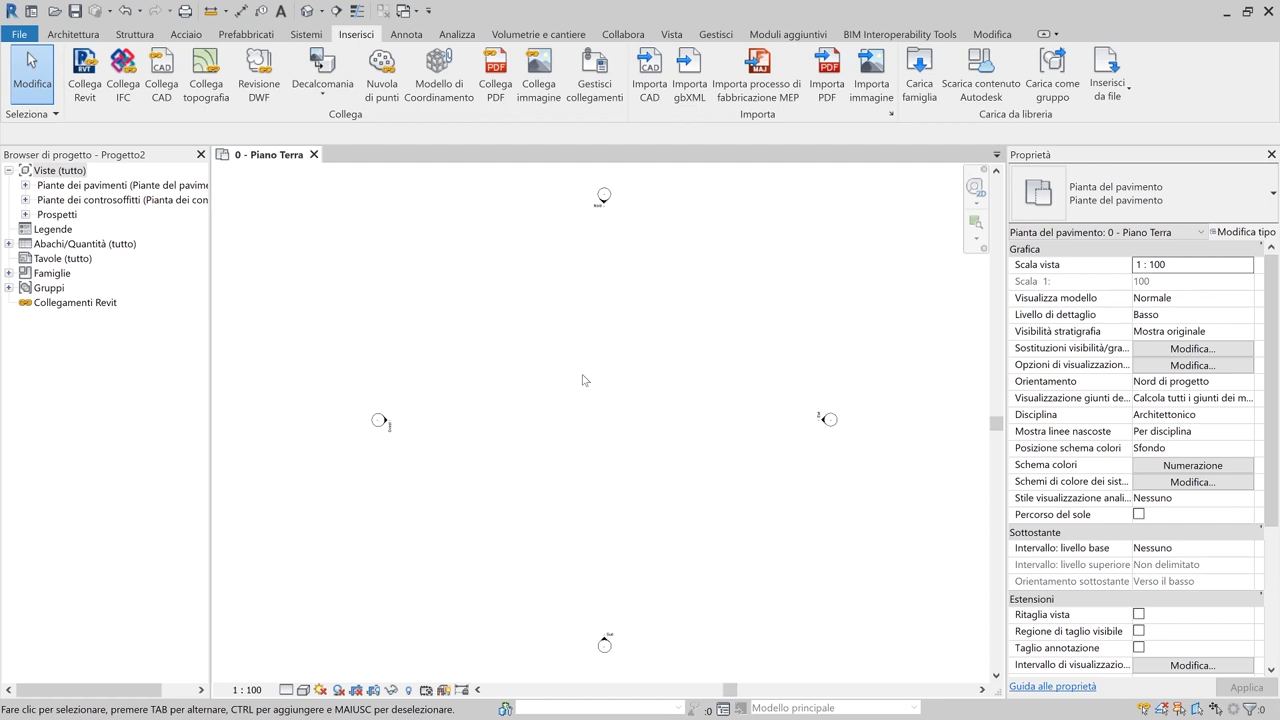 File Architettura Struttura Acciaio Prefabbricati Sistemi Inserisci Annota Analizza Volumetrie e cantiere Collabora Vista Gestisci Moduli aggiuntivi BIM Interoperability Tools Modifica
Modifica
Collega Revit
Collega IFC
Collega CAD
Collega topografia
Revisione DWF
Decalcomania
Nuvola di punti
Modello di Coordinamento
Collega PDF
Collega immagine
Gestisci collegamenti
Importa CAD
Importa gbXML
Importa processo di fabbricazione MEP
Importa PDF
Importa immagine
Carica famiglia
Scarica contenuto Autodesk
Carica come gruppo
Inserisci da file
Seleziona Collega Importa Carica da libreria
Browser di progetto - Progetto2
Viste (tutto)
Piante dei pavimenti (Piante del pavime
Piante dei controsoffitti (Pianta dei con
Prospetti
Legende
Abachi/Quantità (tutto)
Tavole (tutto)
Famiglie
Gruppi
Collegamenti Revit
0 - Piano Terra
2D
Proprietà
Pianta del pavimento
Piante del pavimento
Pianta del pavimento: 0 - Piano Terra Modifica tipo
Grafica
Scala vista 1 : 100
Scala 1: 100
Visualizza modello Normale
Livello di dettaglio Basso
Visibilità stratigrafia Mostra originale
Sostituzioni visibilità/gra... Modifica...
Opzioni di visualizzazion... Modifica...
Orientamento Nord di progetto
Visualizzazione giunti de... Calcola tutti i giunti dei m...
Disciplina Architettonico
Mostra linee nascoste Per disciplina
Posizione schema colori Sfondo
Schema colori Numerazione
Schemi di colore dei sist... Modifica...
Stile visualizzazione anali... Nessuno
Percorso del sole
Sottostante
Intervallo: livello base Nessuno
Intervallo: livello superiore Non delimitato
Orientamento sottostante Verso il basso
Estensioni
Ritaglia vista
Regione di taglio visibile
Taglio annotazione
Intervallo di visualizzazio... Modifica...
Guida alle proprietà Applica
1 : 100
Fare clic per selezionare, premere TAB per alternare, CTRL per aggiungere e MAIUSC per deselezionare. :0 Modello principale :0